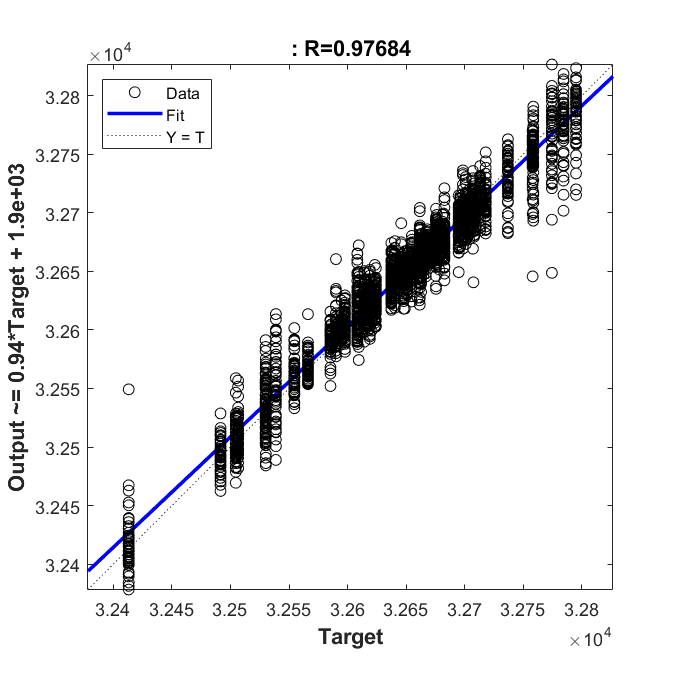 : R=0.97684
×10⁴
Data
Fit
Y = T
3.28
3.275
3.27
3.265
3.26
3.255
3.25
3.245
3.24
Output ~= 0.94*Target + 1.9e+03
3.24 3.245 3.25 3.255 3.26 3.265 3.27 3.275 3.28
Target
×10⁴